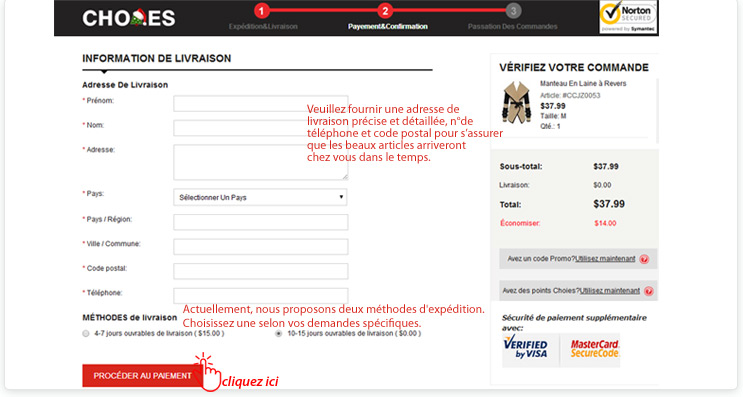 CHOIES
1
2
3
Expédition&Livraison
Payement&Confirmation
Passation Des Commandes
Norton
SECURED
powered by Symantec
INFORMATION DE LIVRAISON
Adresse De Livraison
* Prénom:
* Nom:
* Adresse:
* Pays:
Sélectionner Un Pays
* Pays / Région:
* Ville / Commune:
* Code postal:
* Téléphone:
Veuillez fournir une adresse de
livraison précise et détaillée, n°de
téléphone et code postal pour s'assurer
que les beaux articles arriveront
chez vous dans le temps.
Actuellement, nous proposons deux méthodes d'expédition.
Choisissez une selon vos demandes spécifiques.
MÉTHODES de livraison
4-7 jours ouvrables de livraison ( $15.00 )
10-15 jours ouvrables de livraison ( $0.00 )
PROCÉDER AU PAIEMENT
cliquez ici
VÉRIFIEZ VOTRE COMMANDE
Manteau En Laine à Revers
Article: #CCJZ0053
$37.99
Taille: M
Qté.: 1
Sous-total: $37.99
Livraison: $0.00
Total: $37.99
Économiser: $14.00
Avez un code Promo?Utilisez maintenant
Avez des points Choies?Utilisez maintenant
Sécurité de paiement supplémentaire
avec:
VERIFIED
by VISA
MasterCard.
SecureCode.